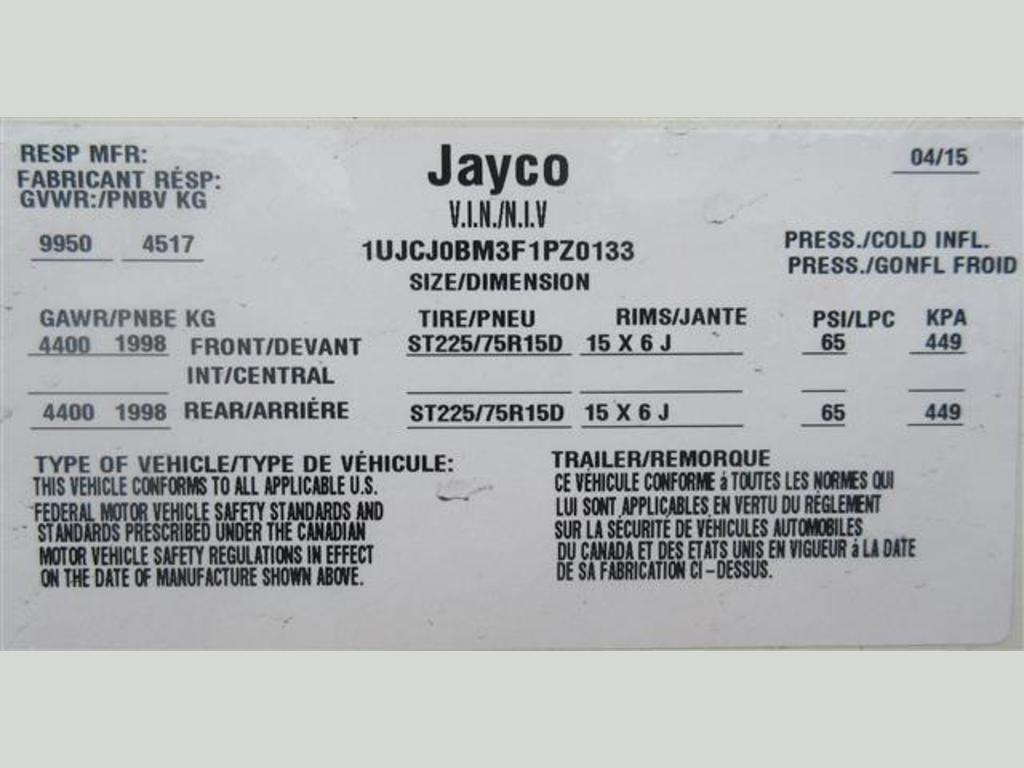 RESP MFR:
Jayco
04/15
FABRICANT RÉSP:
GVWR:/PNBV KG
V.I.N./N.I.V
9950 4517
1UJCJ0BM3F1PZ0133
PRESS./COLD INFL.
PRESS./GONFL FROID
SIZE/DIMENSION
GAWR/PNBE KG TIRE/PNEU RIMS/JANTE PSI/LPC KPA
4400 1998 FRONT/DEVANT ST225/75R15D 15 X 6 J 65 449
INT/CENTRAL
4400 1998 REAR/ARRIÈRE ST225/75R15D 15 X 6 J 65 449
TYPE OF VEHICLE/TYPE DE VÉHICULE:
THIS VEHICLE CONFORMS TO ALL APPLICABLE U.S.
FEDERAL MOTOR VEHICLE SAFETY STANDARDS AND
STANDARDS PRESCRIBED UNDER THE CANADIAN
MOTOR VEHICLE SAFETY REGULATIONS IN EFFECT
ON THE DATE OF MANUFACTURE SHOWN ABOVE.
TRAILER/REMORQUE
CE VÉHICULE CONFORME à TOUTES LES NORMES QUI
LUI SONT APPLICABLES EN VERTU DU RÉGLEMENT
SUR LA SÉCURITÉ DE VÉHICULES AUTOMOBILES
DU CANADA ET DES ETATS UNIS EN VIGUEUR à LA DATE
DE SA FABRICATION CI-DESSUS.